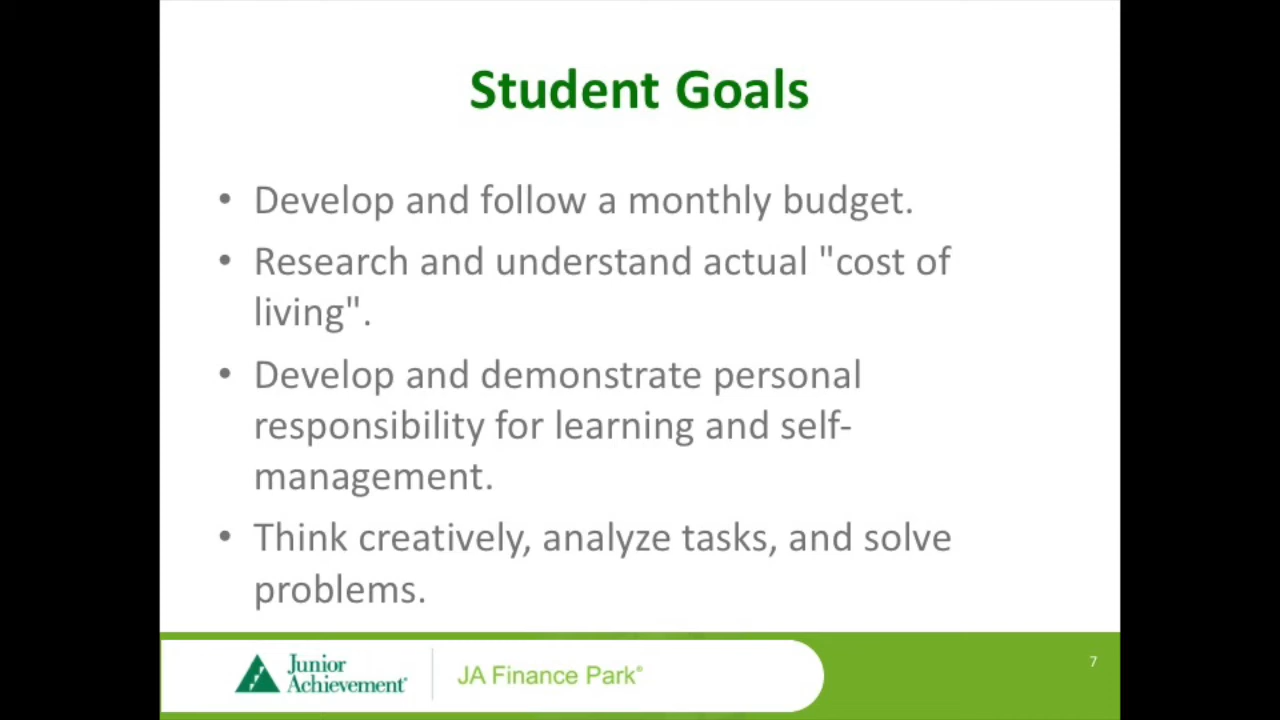 Student Goals
• Develop and follow a monthly budget.
• Research and understand actual "cost of
living".
• Develop and demonstrate personal
responsibility for learning and self-
management.
• Think creatively, analyze tasks, and solve
problems.
Junior
Achievement®
JA Finance Park®
7